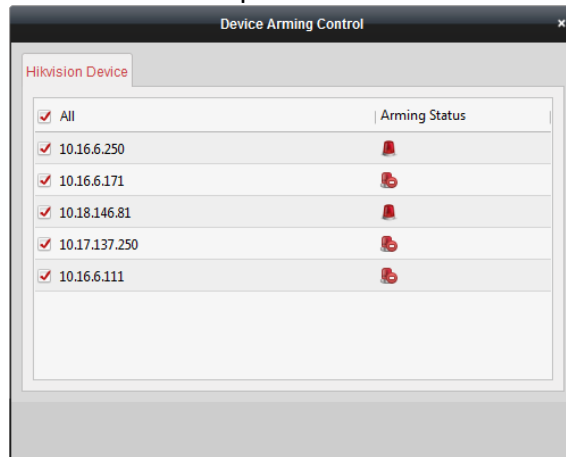 Device Arming Control ×
Hikvision Device
All Arming Status
10.16.6.250
10.16.6.171
10.18.146.81
10.17.137.250
10.16.6.111